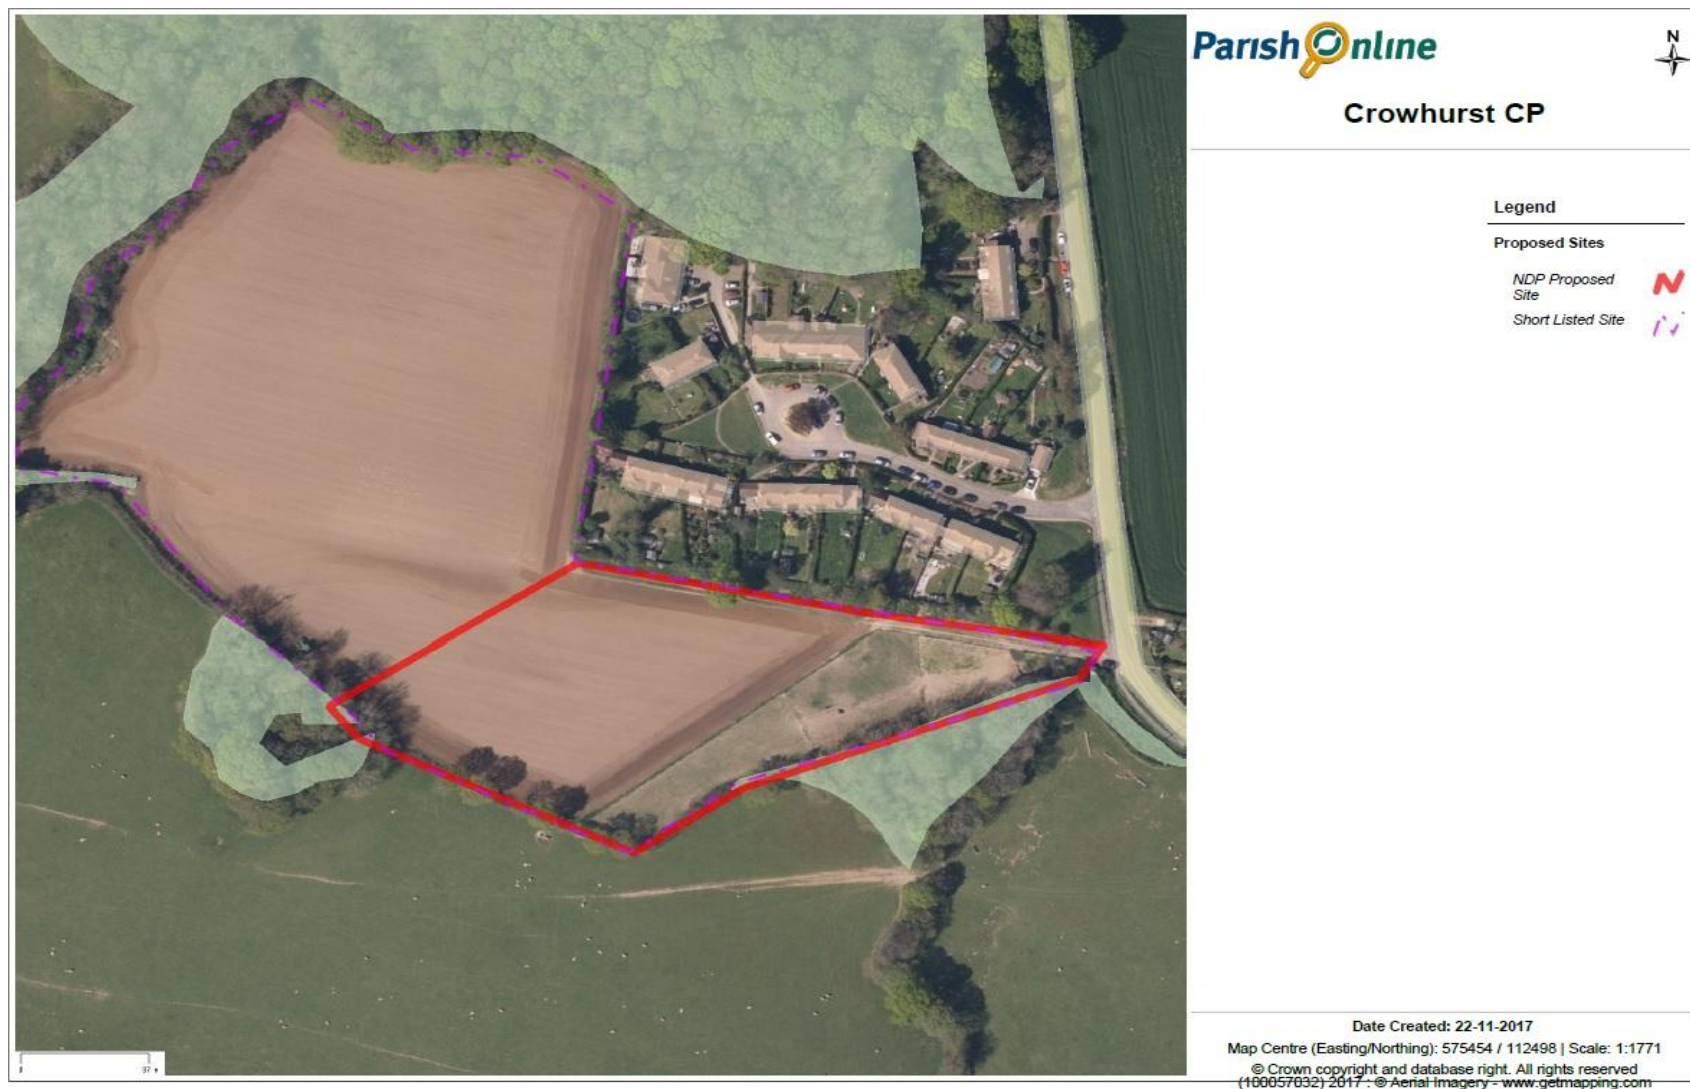 Parish Online
N
Crowhurst CP
Legend
Proposed Sites
NDP Proposed
Site
Short Listed Site
Date Created: 22-11-2017
Map Centre (Easting/Northing): 575454 / 112498 | Scale: 1:1771
© Crown copyright and database right. All rights reserved
(100057032) 2017 : © Aerial Imagery - www.getmapping.com